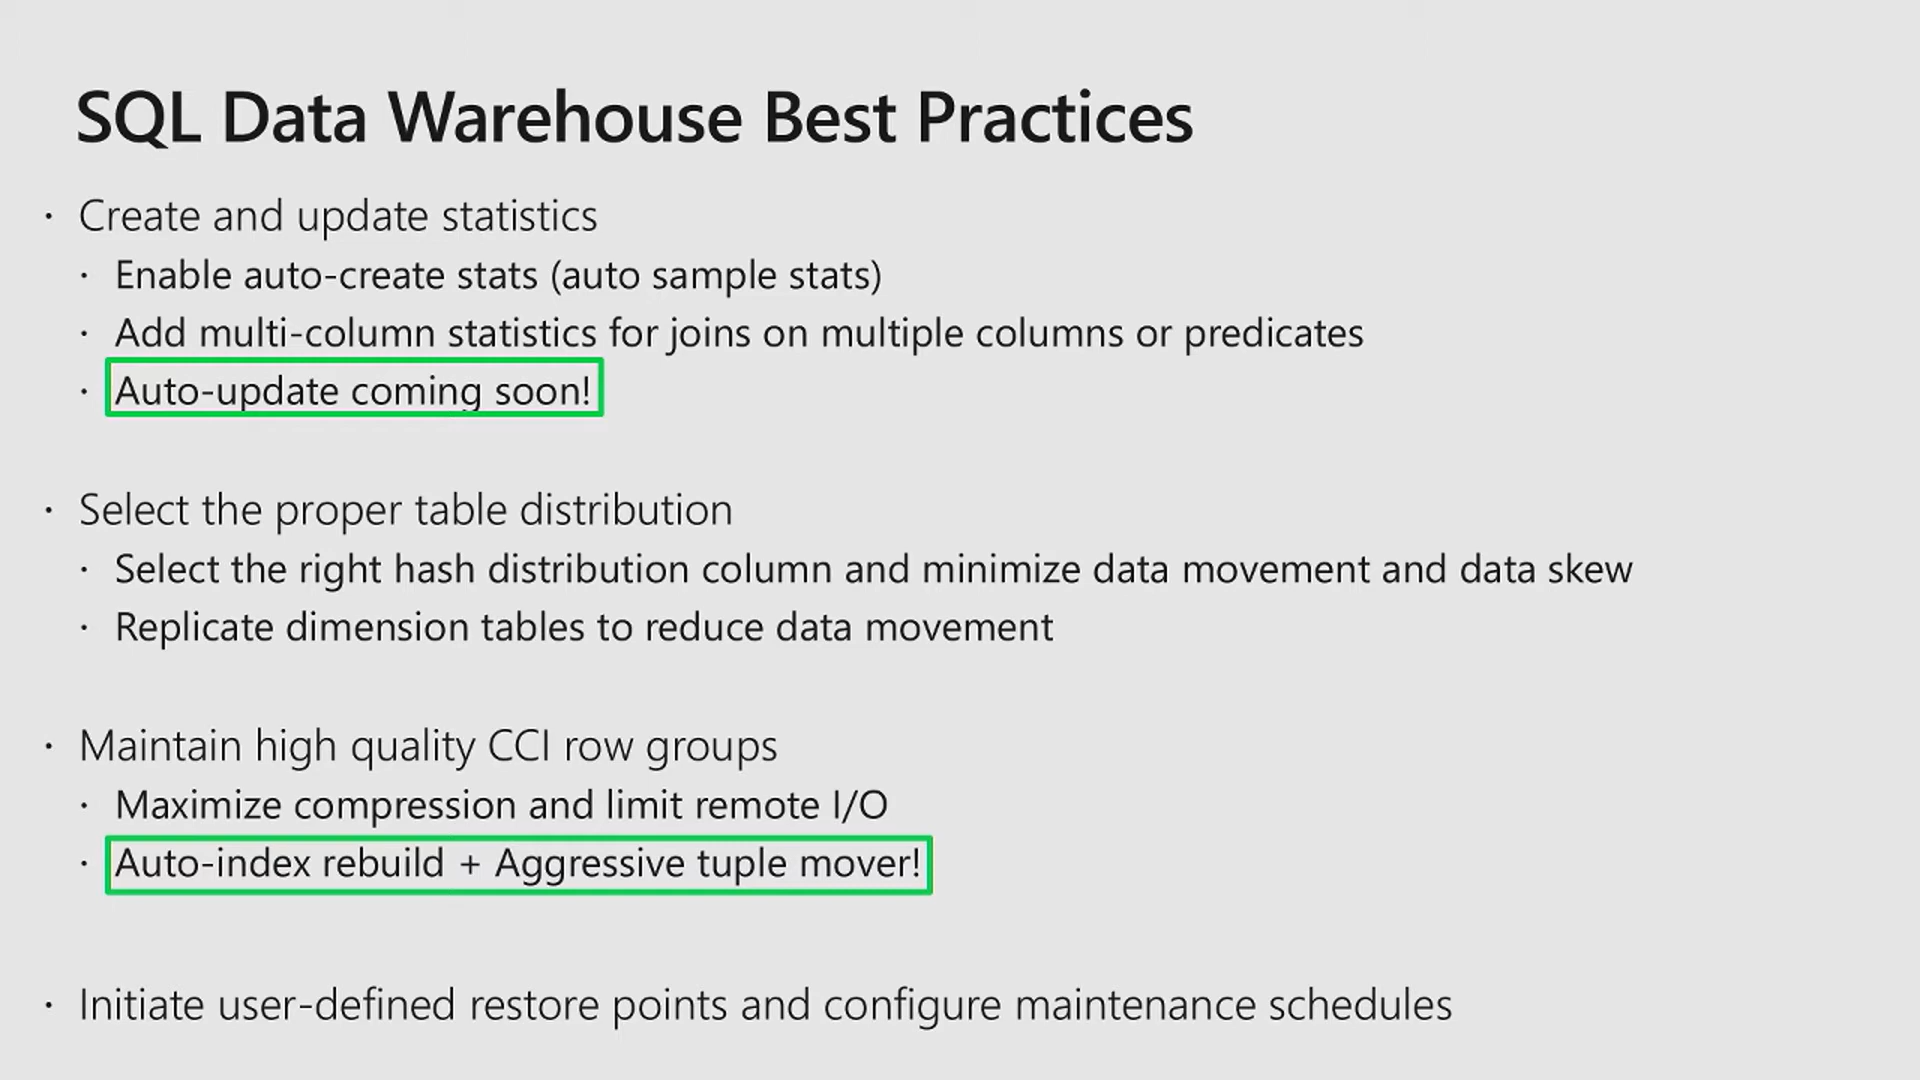 SQL Data Warehouse Best Practices
· Create and update statistics
· Enable auto-create stats (auto sample stats)
· Add multi-column statistics for joins on multiple columns or predicates
· Auto-update coming soon!
· Select the proper table distribution
· Select the right hash distribution column and minimize data movement and data skew
· Replicate dimension tables to reduce data movement
· Maintain high quality CCI row groups
· Maximize compression and limit remote I/O
· Auto-index rebuild + Aggressive tuple mover!
· Initiate user-defined restore points and configure maintenance schedules